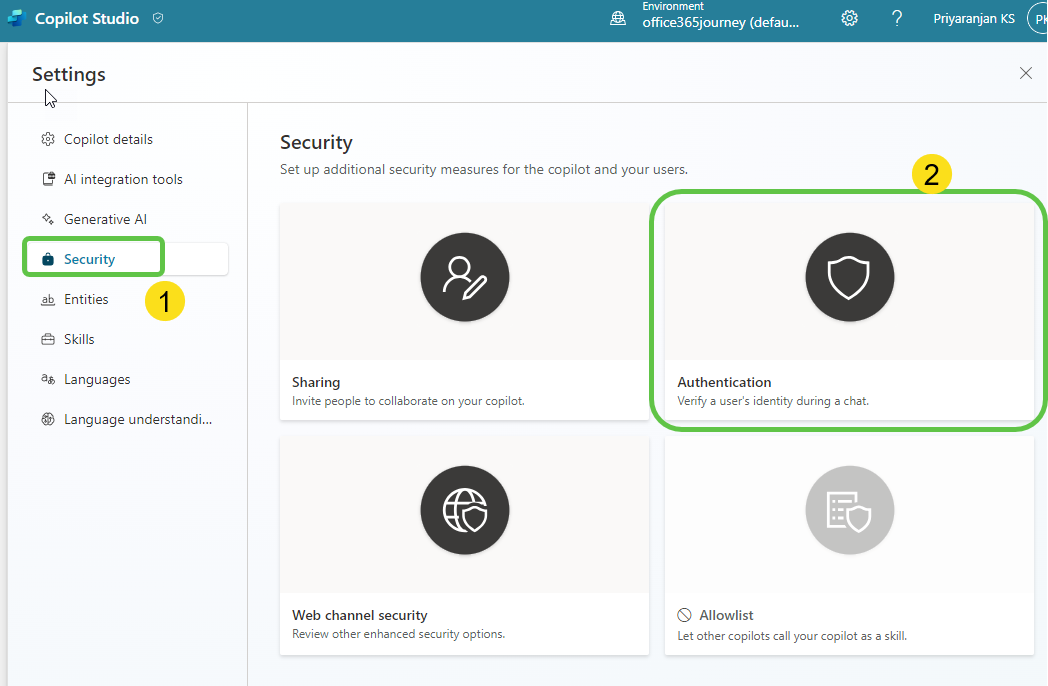 Copilot Studio
Environment
office365journey (defau...
?
Priyaranjan KS
PK
Settings
Copilot details
AI integration tools
Generative AI
Security
ab Entities
1
Skills
Languages
Language understandi...
Security
Set up additional security measures for the copilot and your users.
2
Sharing
Invite people to collaborate on your copilot.
Authentication
Verify a user's identity during a chat.
Web channel security
Review other enhanced security options.
Allowlist
Let other copilots call your copilot as a skill.